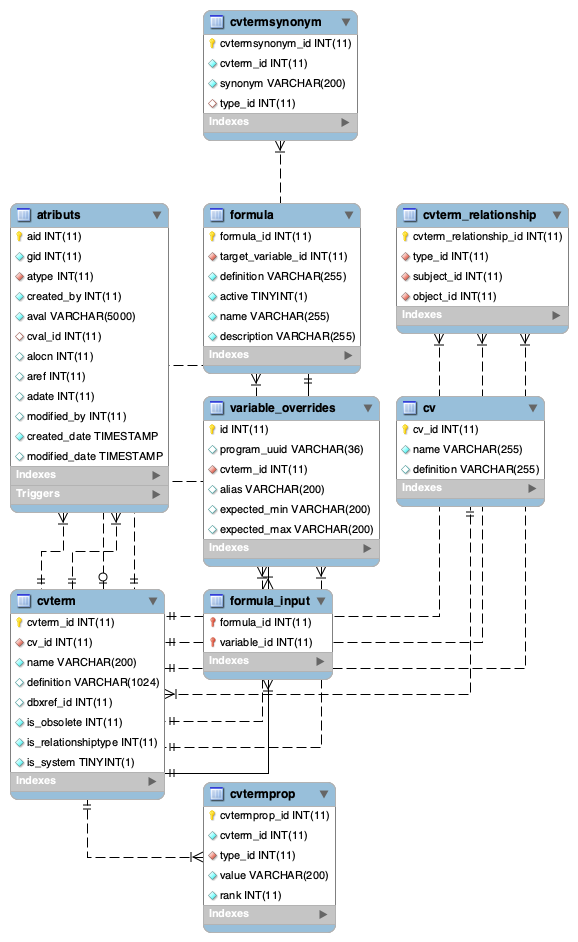 cvtermsynonym
cvtermsynonym_id INT(11)
cvterm_id INT(11)
synonym VARCHAR(200)
type_id INT(11)
Indexes
atributs
aid INT(11)
gid INT(11)
atype INT(11)
created_by INT(11)
aval VARCHAR(5000)
cval_id INT(11)
alocn INT(11)
aref INT(11)
adate INT(11)
modified_by INT(11)
created_date TIMESTAMP
modified_date TIMESTAMP
Indexes
Triggers
formula
formula_id INT(11)
target_variable_id INT(11)
definition VARCHAR(255)
active TINYINT(1)
name VARCHAR(255)
description VARCHAR(255)
Indexes
cvterm_relationship
cvterm_relationship_id INT(11)
type_id INT(11)
subject_id INT(11)
object_id INT(11)
Indexes
variable_overrides
id INT(11)
program_uuid VARCHAR(36)
cvterm_id INT(11)
alias VARCHAR(200)
expected_min VARCHAR(200)
expected_max VARCHAR(200)
Indexes
cv
cv_id INT(11)
name VARCHAR(255)
definition VARCHAR(255)
Indexes
cvterm
cvterm_id INT(11)
cv_id INT(11)
name VARCHAR(200)
definition VARCHAR(1024)
dbxref_id INT(11)
is_obsolete INT(11)
is_relationshiptype INT(11)
is_system TINYINT(1)
Indexes
formula_input
formula_id INT(11)
variable_id INT(11)
Indexes
cvtermprop
cvtermprop_id INT(11)
cvterm_id INT(11)
type_id INT(11)
value VARCHAR(200)
rank INT(11)
Indexes